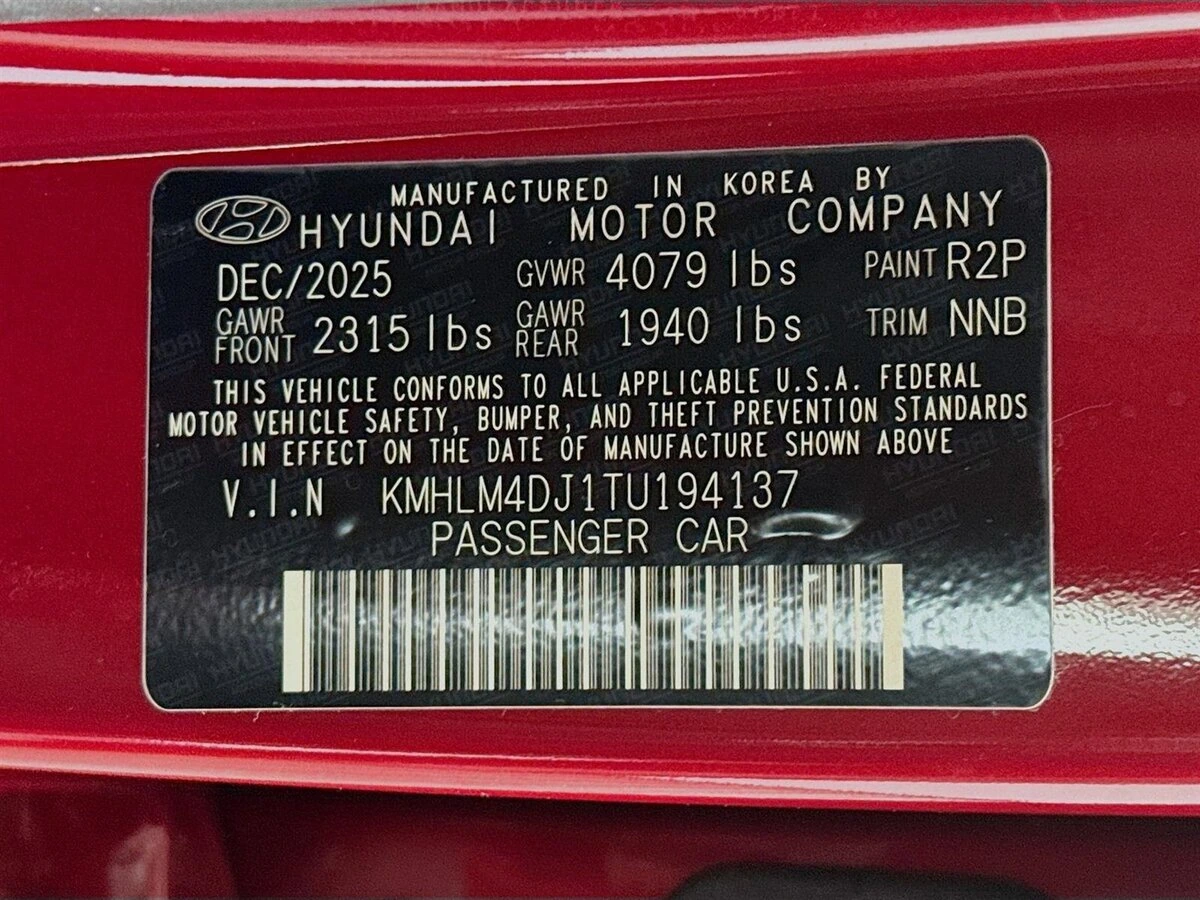 MANUFACTURED IN KOREA BY
HYUNDAI MOTOR COMPANY
DEC/2025 GVWR 4079 lbs PAINT R2P
GAWR FRONT 2315 lbs GAWR REAR 1940 lbs TRIM NNB
THIS VEHICLE CONFORMS TO ALL APPLICABLE U.S.A. FEDERAL
MOTOR VEHICLE SAFETY, BUMPER, AND THEFT PREVENTION STANDARDS
IN EFFECT ON THE DATE OF MANUFACTURE SHOWN ABOVE
V.I.N KMHLM4DJ1TU194137
PASSENGER CAR